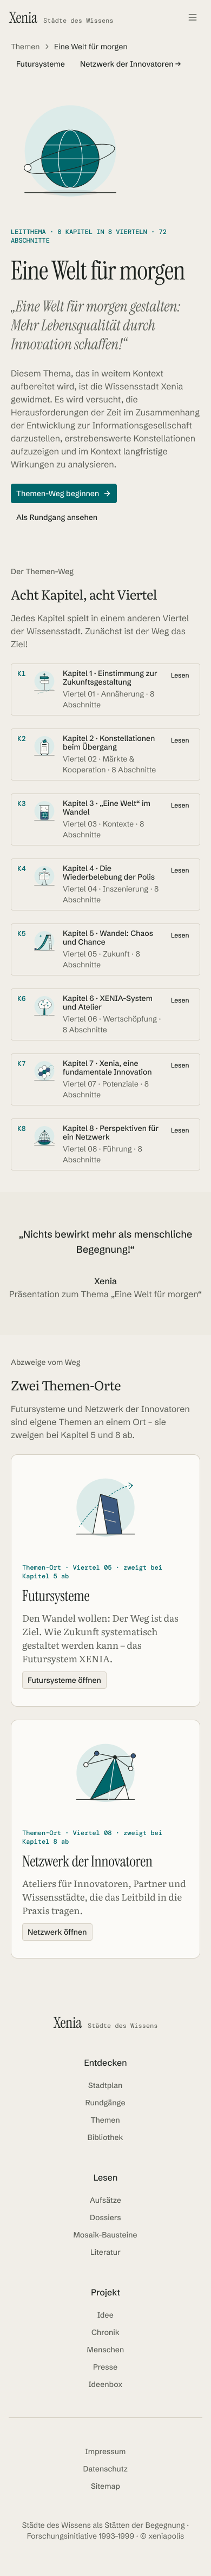 Xenia Städte des Wissens
Themen > Eine Welt für morgen
Futursysteme Netzwerk der Innovatoren →
LEITTHEMA · 8 KAPITEL IN 8 VIERTELN · 72
ABSCHNITTE
Eine Welt für morgen
„Eine Welt für morgen gestalten:
Mehr Lebensqualität durch
Innovation schaffen!“
Diesem Thema, das in weitem Kontext
aufbereitet wird, ist die Wissensstadt Xenia
gewidmet. Es wird versucht, die
Herausforderungen der Zeit im Zusammenhang
der Entwicklung zur Informationsgesellschaft
darzustellen, erstrebenswerte Konstellationen
aufzuzeigen und im Kontext langfristige
Wirkungen zu analysieren.
Themen-Weg beginnen →
Als Rundgang ansehen
Der Themen-Weg
Acht Kapitel, acht Viertel
Jedes Kapitel spielt in einem anderen Viertel
der Wissensstadt. Zunächst ist der Weg das
Ziel!
K1 Kapitel 1 · Einstimmung zur Lesen
Zukunftsgestaltung
Viertel 01 · Annäherung · 8
Abschnitte
K2 Kapitel 2 · Konstellationen Lesen
beim Übergang
Viertel 02 · Märkte &
Kooperation · 8 Abschnitte
K3 Kapitel 3 · „Eine Welt“ im Lesen
Wandel
Viertel 03 · Kontexte · 8
Abschnitte
K4 Kapitel 4 · Die Lesen
Wiederbelebung der Polis
Viertel 04 · Inszenierung · 8
Abschnitte
K5 Kapitel 5 · Wandel: Chaos Lesen
und Chance
Viertel 05 · Zukunft · 8
Abschnitte
K6 Kapitel 6 · XENIA-System Lesen
und Atelier
Viertel 06 · Wertschöpfung ·
8 Abschnitte
K7 Kapitel 7 · Xenia, eine Lesen
fundamentale Innovation
Viertel 07 · Potenziale · 8
Abschnitte
K8 Kapitel 8 · Perspektiven für Lesen
ein Netzwerk
Viertel 08 · Führung · 8
Abschnitte
„Nichts bewirkt mehr als menschliche
Begegnung!“
Xenia
Präsentation zum Thema „Eine Welt für morgen“
Abzweige vom Weg
Zwei Themen-Orte
Futursysteme und Netzwerk der Innovatoren
sind eigene Themen an einem Ort – sie
zweigen bei Kapitel 5 und 8 ab.
Themen-Ort · Viertel 05 · zweigt bei
Kapitel 5 ab
Futursysteme
Den Wandel wollen: Der Weg ist das
Ziel. Wie Zukunft systematisch
gestaltet werden kann – das
Futursystem XENIA.
Futursysteme öffnen
Themen-Ort · Viertel 08 · zweigt bei
Kapitel 8 ab
Netzwerk der Innovatoren
Ateliers für Innovatoren, Partner und
Wissensstädte, die das Leitbild in die
Praxis tragen.
Netzwerk öffnen
Xenia Städte des Wissens
Entdecken
Stadtplan
Rundgänge
Themen
Bibliothek
Lesen
Aufsätze
Dossiers
Mosaik-Bausteine
Literatur
Projekt
Idee
Chronik
Menschen
Presse
Ideenbox
Impressum
Datenschutz
Sitemap
Städte des Wissens als Stätten der Begegnung ·
Forschungsinitiative 1993-1999 · © xeniapolis